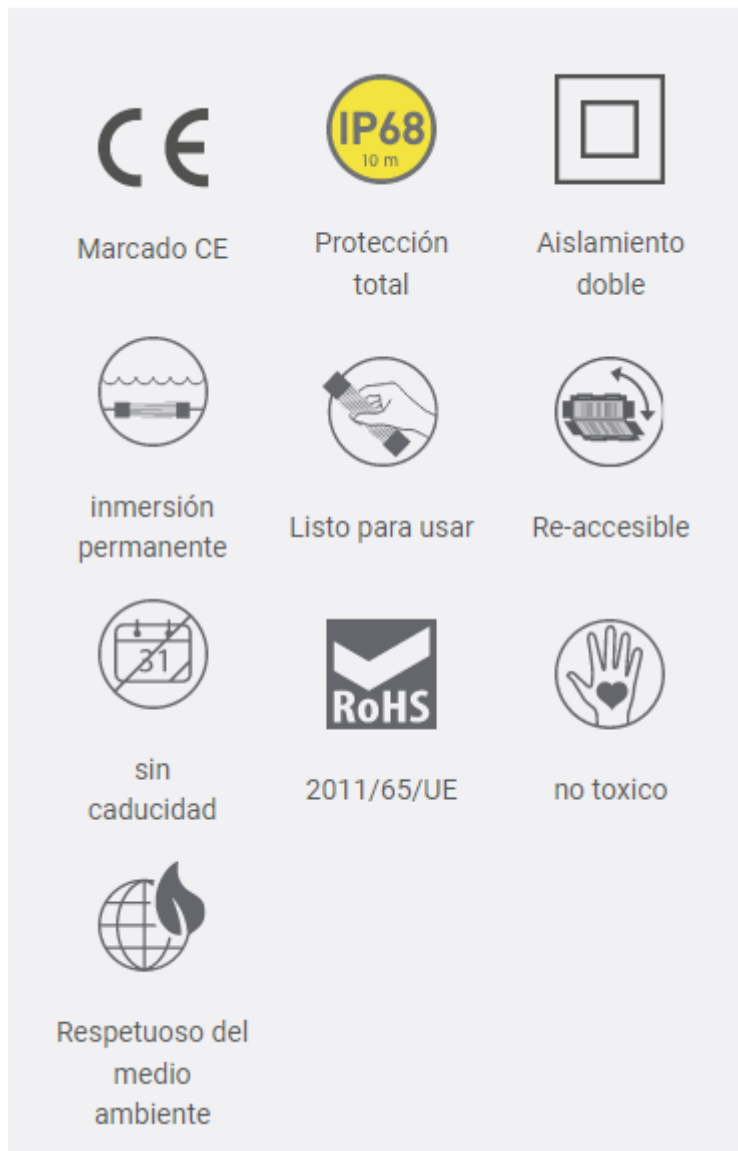 CE
IP68
10 m
Marcado CE
Protección
total
Aislamiento
doble
inmersión
permanente
Listo para usar
Re-accesible
31
RoHS
sin
caducidad
2011/65/UE
no toxico
Respetuoso del
medio
ambiente